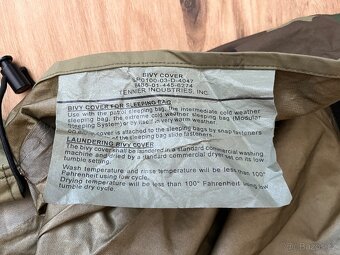 BIVY COVER
SP0100-03-D-4047
8465-01-445-6274
TENNIER INDUSTRIES, INC.
BIVY COVER FOR SLEEPING BAG
Use with the patrol sleeping bag, the intermediate cold weather
sleeping bag, the extreme cold weather sleeping bag (Modular
Sleeping System) or by itself in very warm weather.
cover is attached to the sleeping bags by snap fasteners
of the sleeping bag
LAUNDERING BIVY COVER
The bivy cover shall be laundered in a standard commercial washing
machine and dried by a standard commercial dryer set on its low
tumble setting.
Wash temperature and rinse temperature will be less than 100°
Fahrenheit using low cycle.
Drying temperature will be less than 100° Fahrenheit using low
tumble dry cycle.